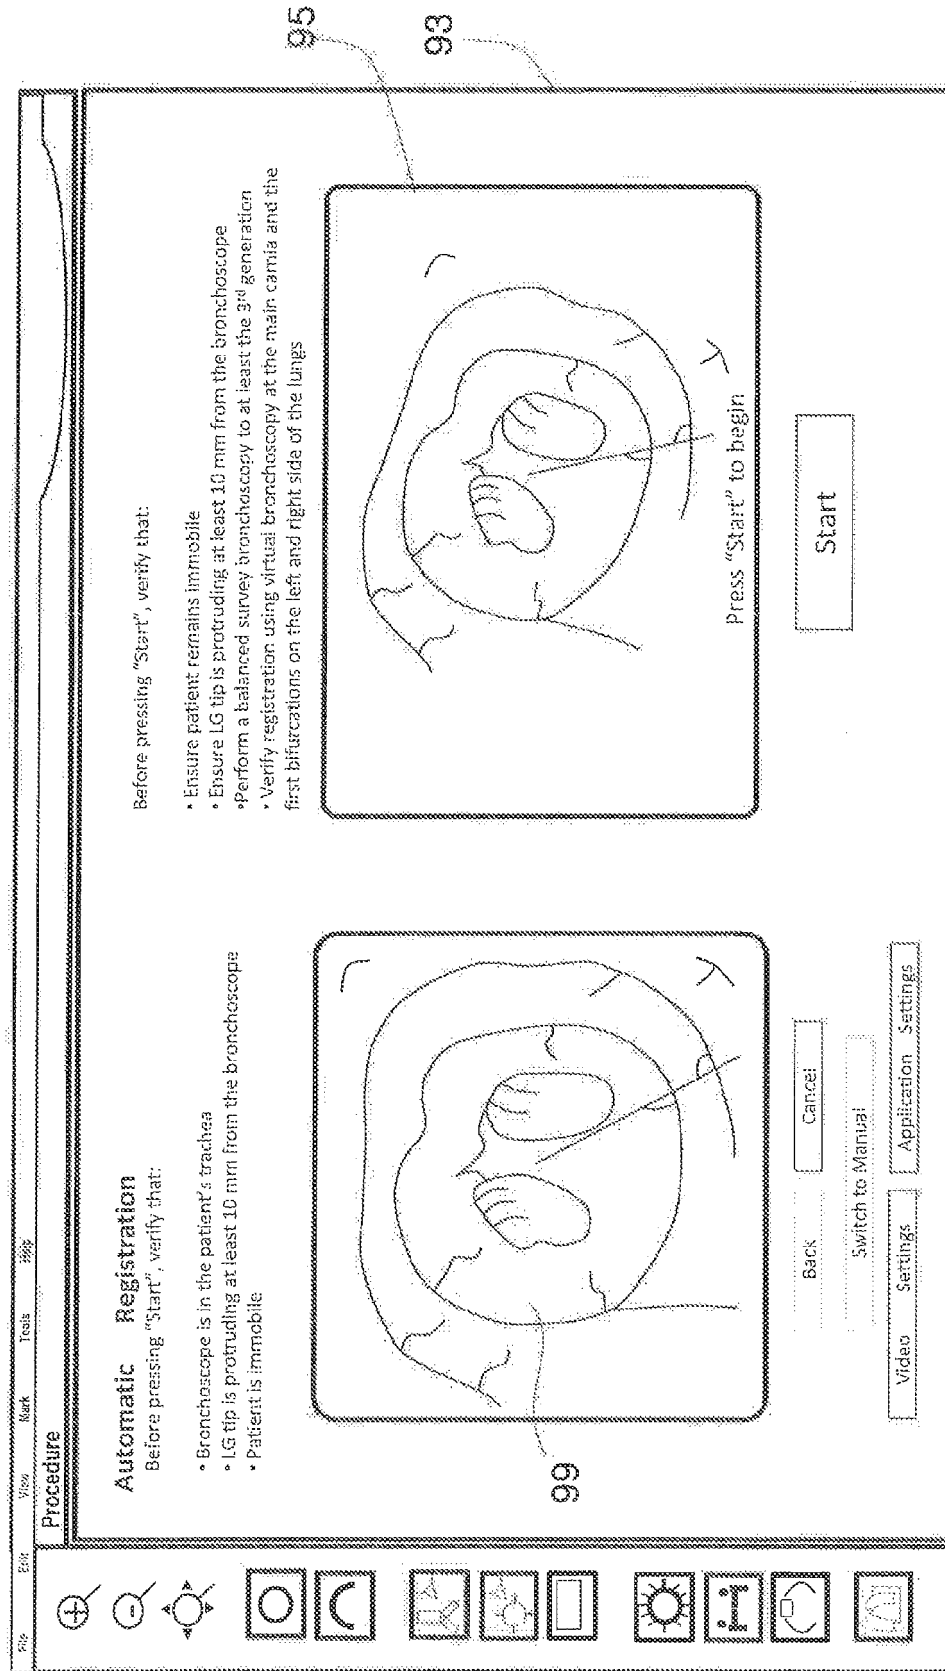 File Edit View Mark Tools Help
Procedure
Automatic Registration
Before pressing "Start", verify that:
• Bronchoscope is in the patient's trachea
• LG tip is protruding at least 10 mm from the bronchoscope
• Patient is immobile
99
Back
Cancel
Switch to Manual
Video Settings
Application Settings
Before pressing "Start", verify that:
• Ensure patient remains immobile
• Ensure LG tip is protruding at least 10 mm from the bronchoscope
•Perform a balanced survey bronchoscopy to at least the 3rd generation
• Verify registration using virtual bronchoscopy at the main carnia and the
first bifurcations on the left and right side of the lungs
Press "Start" to begin
Start
95
93